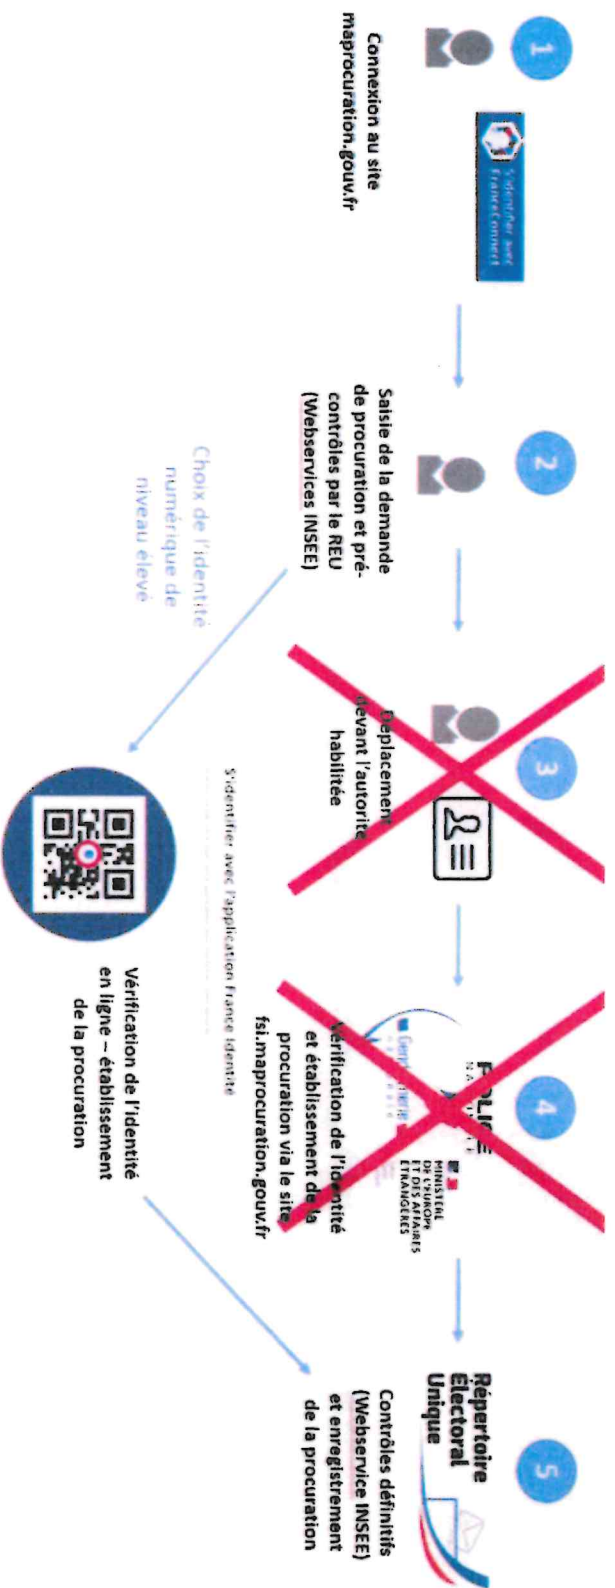 1
S'identifier avec
FranceConnect
Connexion au site
maprocuration.gouv.fr
2
Saisie de la demande
de procuration et pré-
contrôles par le REU
(Webservices INSEE)
Choix de l'identité
numérique de
niveau élevé
3
Déplacement
devant l'autorité
habilitée
S'identifier avec l'application France Identité
4
POLICE
Gendarmerie
MINISTÈRE
DE L'EUROPE
ET DES AFFAIRES
ÉTRANGÈRES
Vérification de l'identité
et établissement de la
procuration via le site
fsi.maprocuration.gouv.fr
Vérification de l'identité
en ligne – établissement
de la procuration
5
Répertoire
Électoral
Unique
Contrôles définitifs
(Webservice INSEE)
et enregistrement
de la procuration